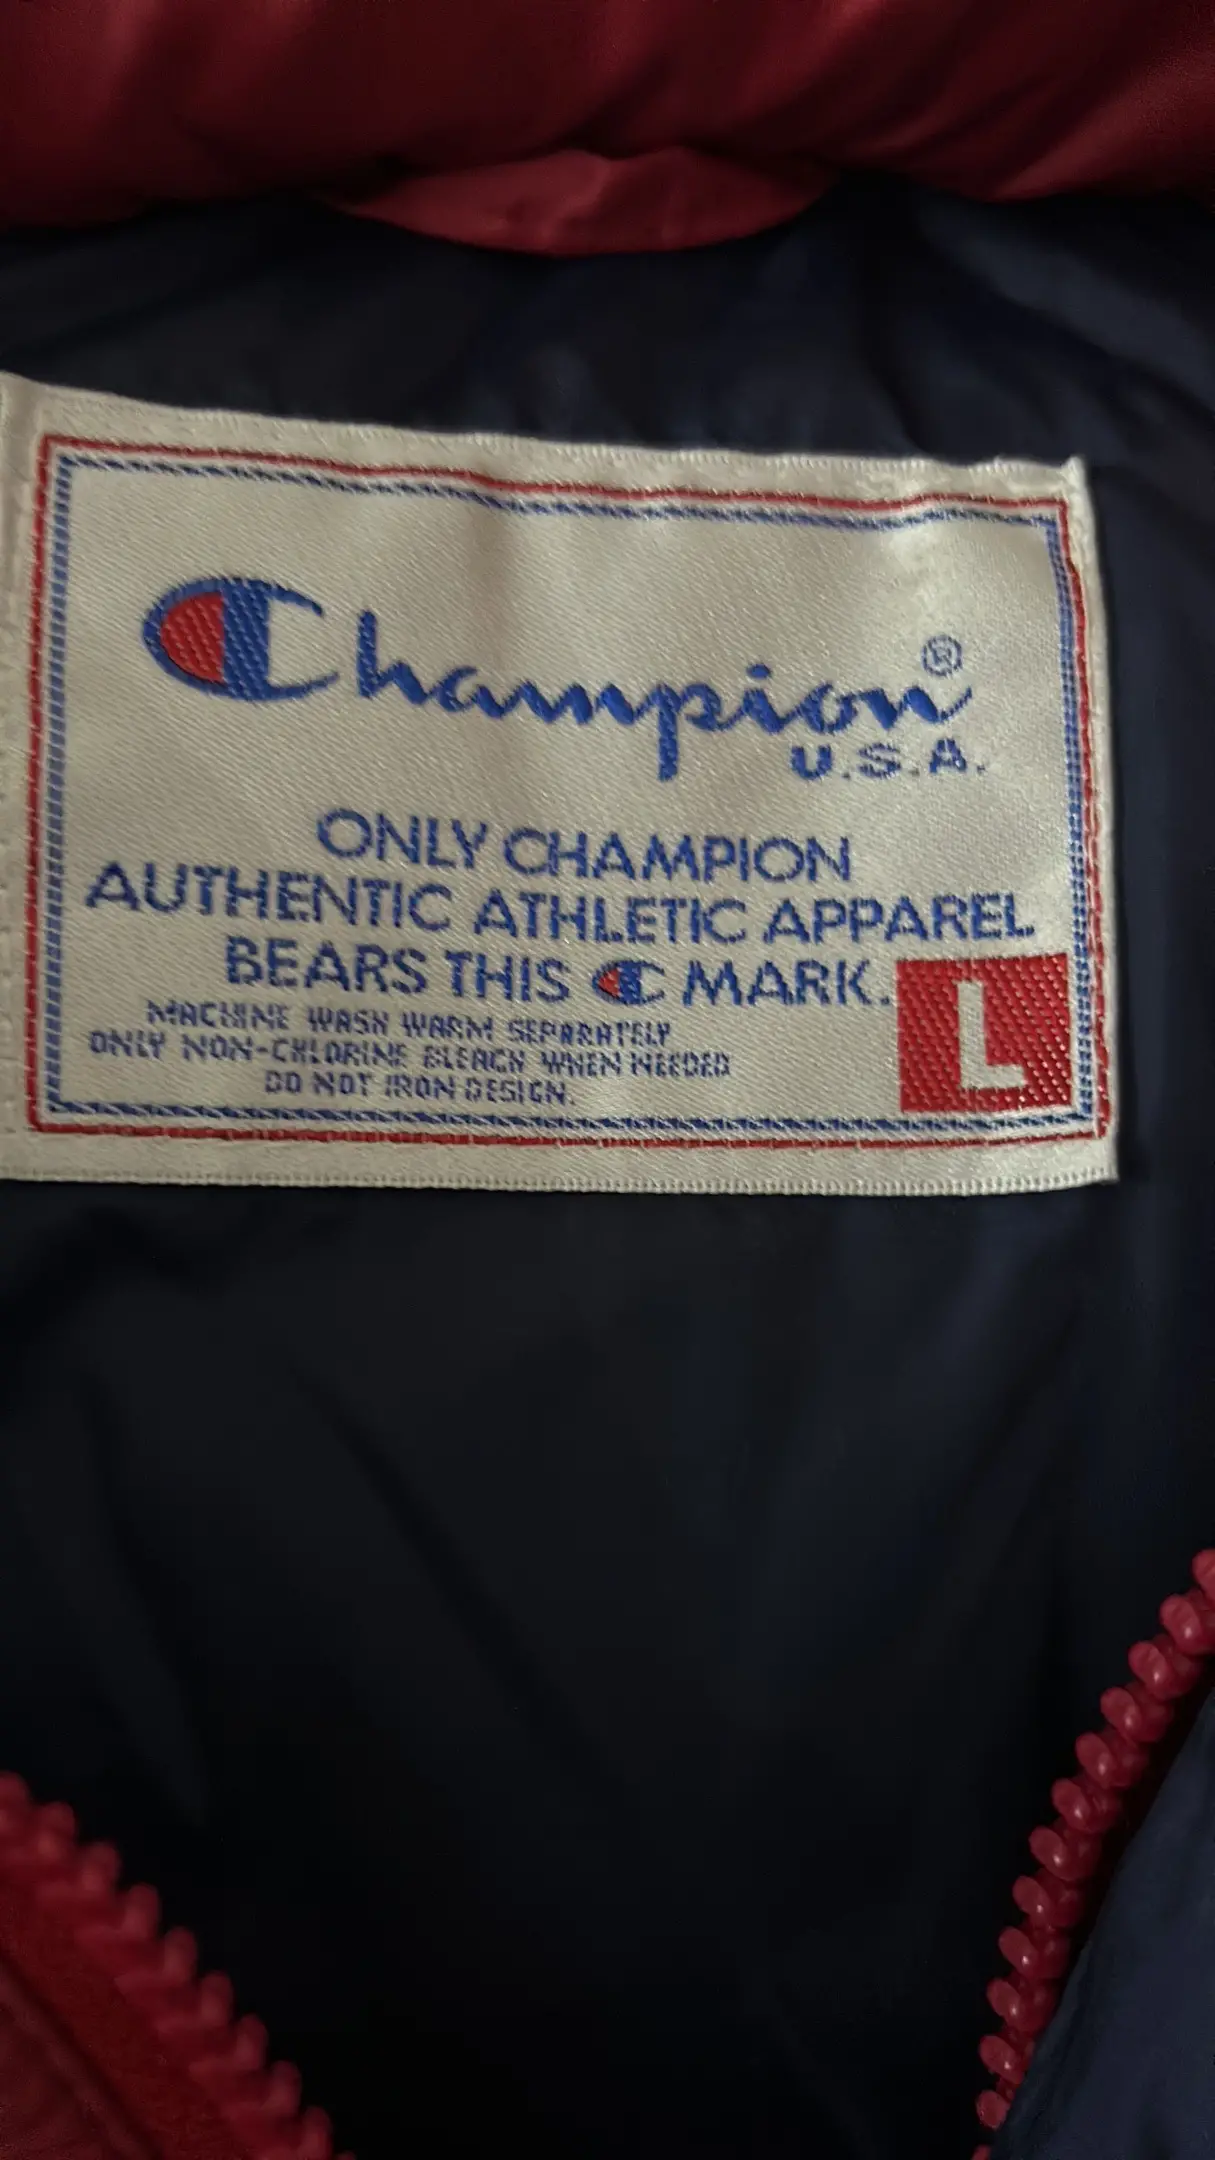 Champion®
U.S.A.
ONLY CHAMPION
AUTHENTIC ATHLETIC APPAREL
BEARS THIS C MARK.
MACHINE WASH WARM SEPARATELY
ONLY NON-CHLORINE BLEACH WHEN NEEDED
DO NOT IRON DESIGN.
L